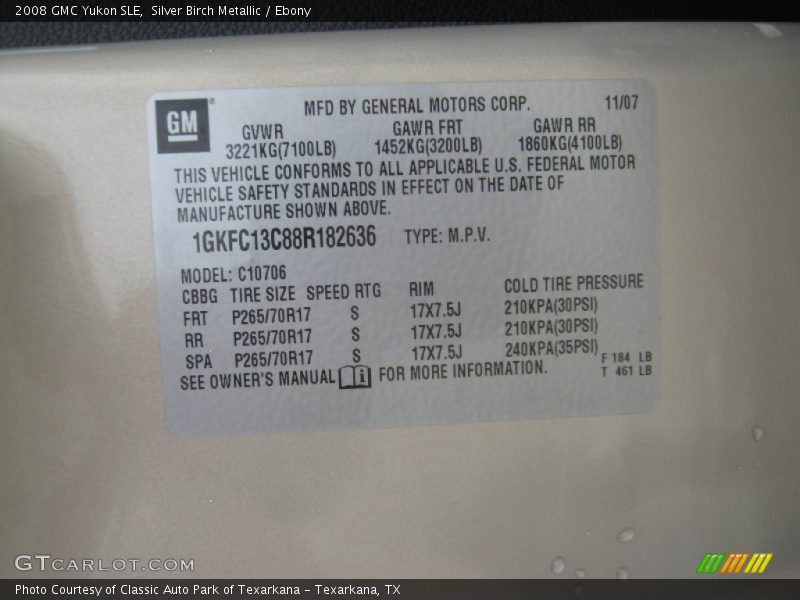 2008 GMC Yukon SLE, Silver Birch Metallic / Ebony
GM ®
MFD BY GENERAL MOTORS CORP. 11/07
GVWR GAWR FRT GAWR RR
3221KG(7100LB) 1452KG(3200LB) 1860KG(4100LB)
THIS VEHICLE CONFORMS TO ALL APPLICABLE U.S. FEDERAL MOTOR
VEHICLE SAFETY STANDARDS IN EFFECT ON THE DATE OF
MANUFACTURE SHOWN ABOVE.
1GKFC13C88R182636 TYPE: M.P.V.
MODEL: C10706
CBBG TIRE SIZE SPEED RTG RIM COLD TIRE PRESSURE
FRT P265/70R17 S 17X7.5J 210KPA(30PSI)
RR P265/70R17 S 17X7.5J 210KPA(30PSI)
SPA P265/70R17 S 17X7.5J 240KPA(35PSI)
SEE OWNER'S MANUAL i FOR MORE INFORMATION.
F 184 LB
T 461 LB
GTCARLOT.COM
Photo Courtesy of Classic Auto Park of Texarkana - Texarkana, TX